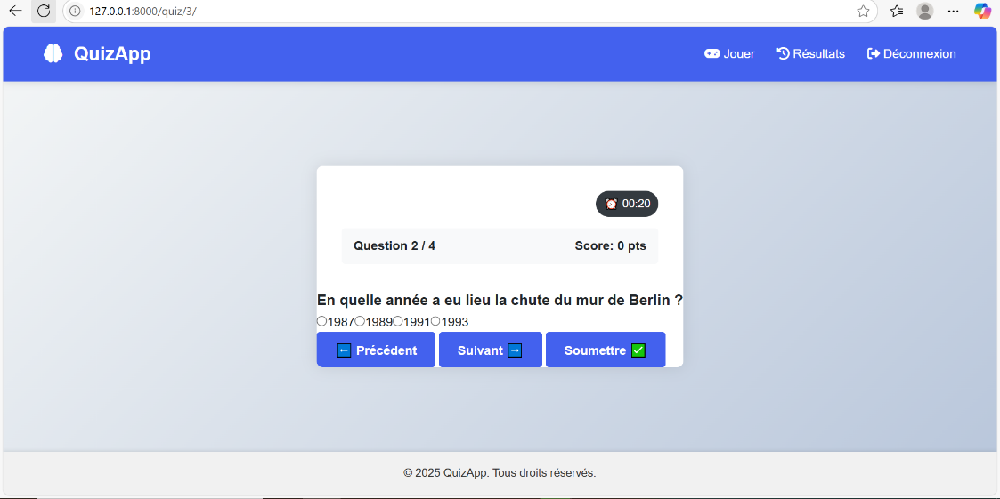 127.0.0.1:8000/quiz/3/
QuizApp
Jouer
Résultats
Déconnexion
⏰ 00:20
Question 2 / 4
Score: 0 pts
En quelle année a eu lieu la chute du mur de Berlin ?
1987 1989 1991 1993
⬅️ Précédent
Suivant ➡️
Soumettre ✅
© 2025 QuizApp. Tous droits réservés.